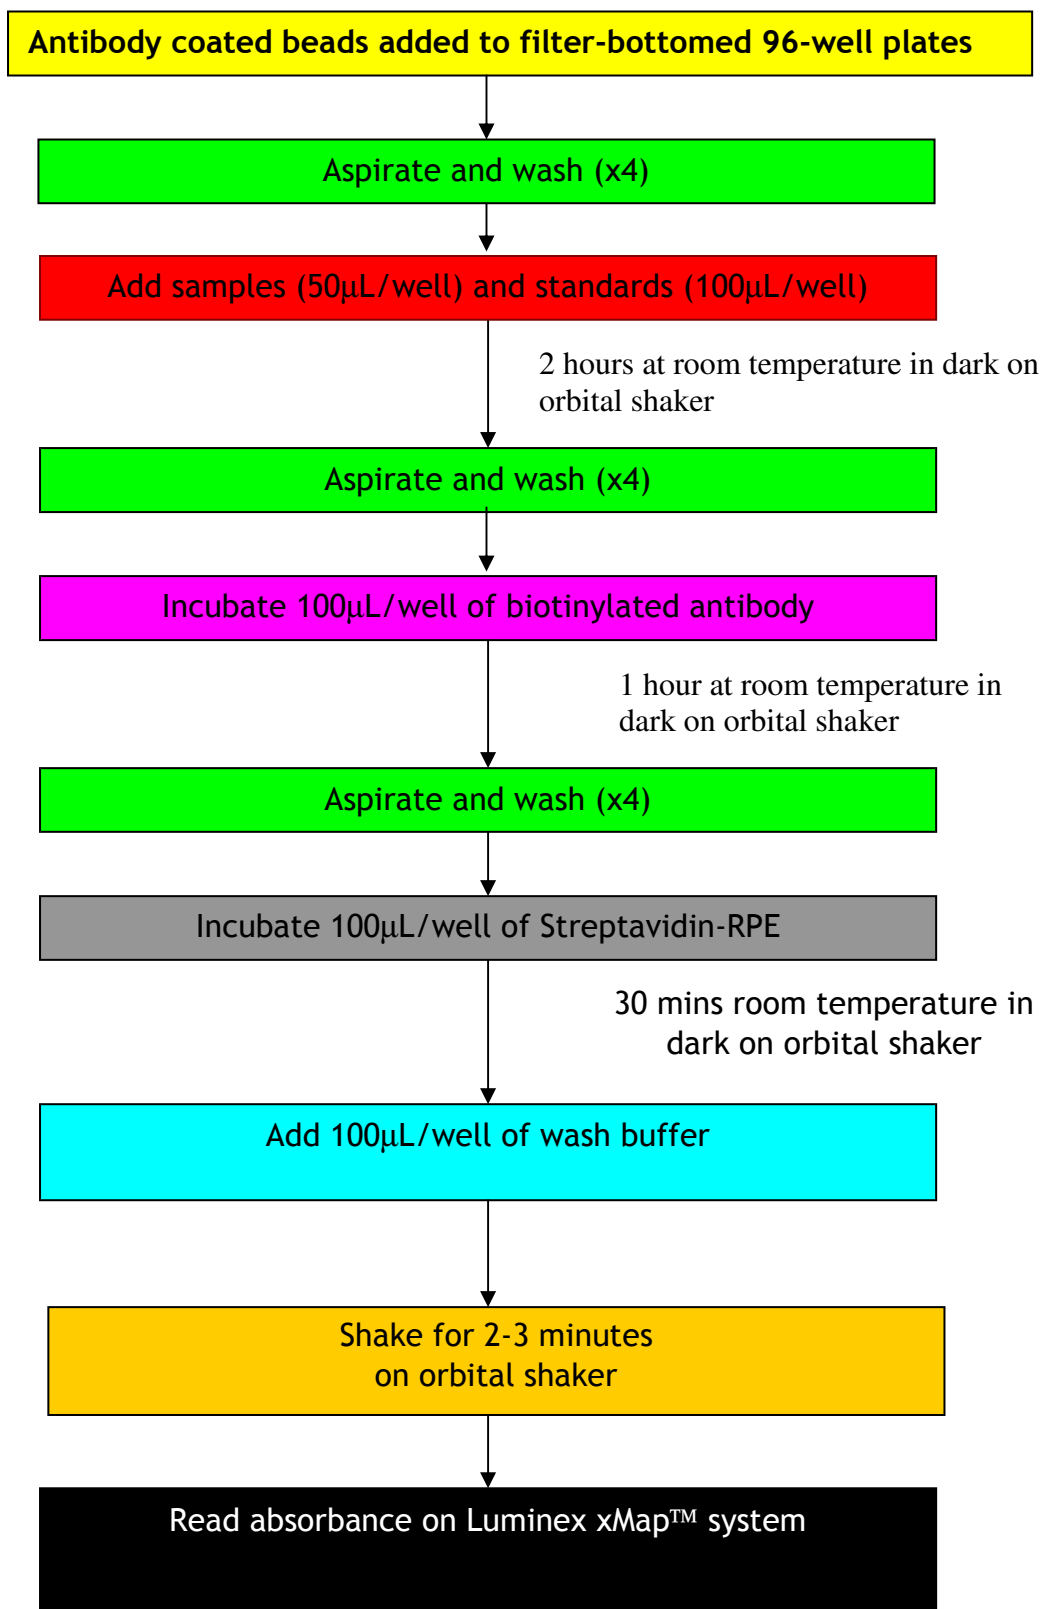 Antibody coated beads added to filter-bottomed 96-well plates
Aspirate and wash (x4)
Add samples (50μL/well) and standards (100μL/well)
2 hours at room temperature in dark on
orbital shaker
Aspirate and wash (x4)
Incubate 100μL/well of biotinylated antibody
1 hour at room temperature in
dark on orbital shaker
Aspirate and wash (x4)
Incubate 100μL/well of Streptavidin-RPE
30 mins room temperature in
dark on orbital shaker
Add 100μL/well of wash buffer
Shake for 2-3 minutes
on orbital shaker
Read absorbance on Luminex xMap™ system